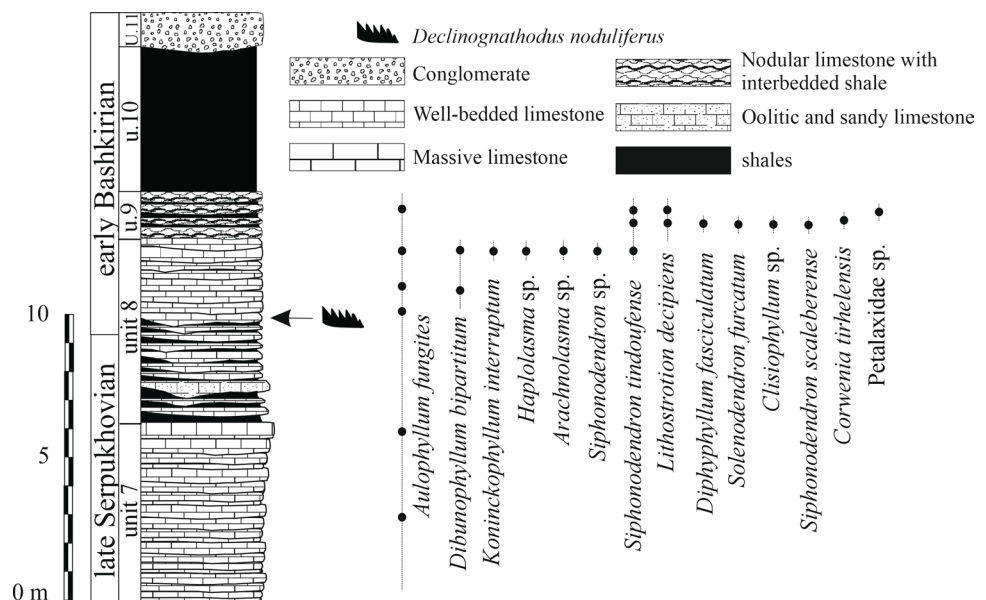 U.11
u.10
u.9
unit 8
unit 7
early Bashkirian
late Serpukhovian
10
5
0 m
Declinognathodus noduliferus
Conglomerate
Well-bedded limestone
Massive limestone
Nodular limestone with
interbedded shale
Oolitic and sandy limestone
shales
Aulophyllum fungites
Dibunophyllum bipartitum
Koninckophyllum interruptum
Haplolasma sp.
Arachnolasma sp.
Siphonodendron sp.
Siphonodendron tindoufense
Lithostrotion decipiens
Diphyphyllum fasciculatum
Solenodendron furcatum
Clisiophyllum sp.
Siphonodendron scaleberense
Corwenia tirhelensis
Petalaxidae sp.